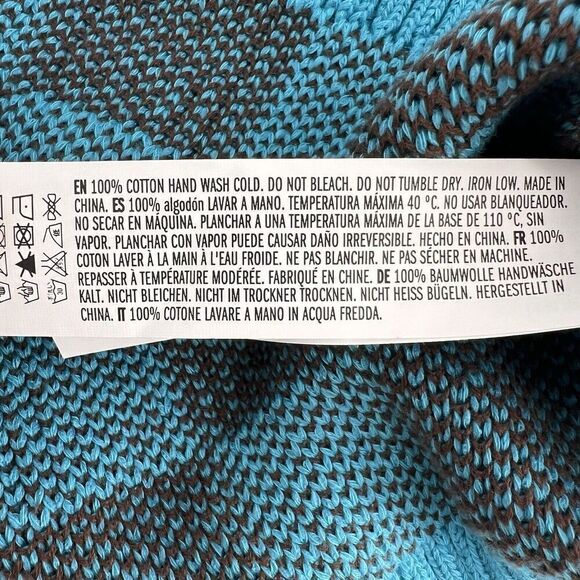 EN 100% COTTON HAND WASH COLD. DO NOT BLEACH. DO NOT TUMBLE DRY. IRON LOW. MADE IN
CHINA. ES 100% algodón LAVAR A MANO. TEMPERATURA MÁXIMA 40 ºC. NO USAR BLANQUEADOR.
NO SECAR EN MÁQUINA. PLANCHAR A UNA TEMPERATURA MÁXIMA DE LA BASE DE 110 ºC, SIN
VAPOR. PLANCHAR CON VAPOR PUEDE CAUSAR DAÑO IRREVERSIBLE. HECHO EN CHINA. FR 100%
COTON LAVER À LA MAIN À L'EAU FROIDE. NE PAS BLANCHIR. NE PAS SÉCHER EN MACHINE.
REPASSER À TEMPÉRATURE MODÉRÉE. FABRIQUÉ EN CHINE. DE 100% BAUMWOLLE HANDWÄSCHE
KALT. NICHT BLEICHEN. NICHT IM TROCKNER TROCKNEN. NICHT HEISS BÜGELN. HERGESTELLT IN
CHINA. IT 100% COTONE LAVARE A MANO IN ACQUA FREDDA.